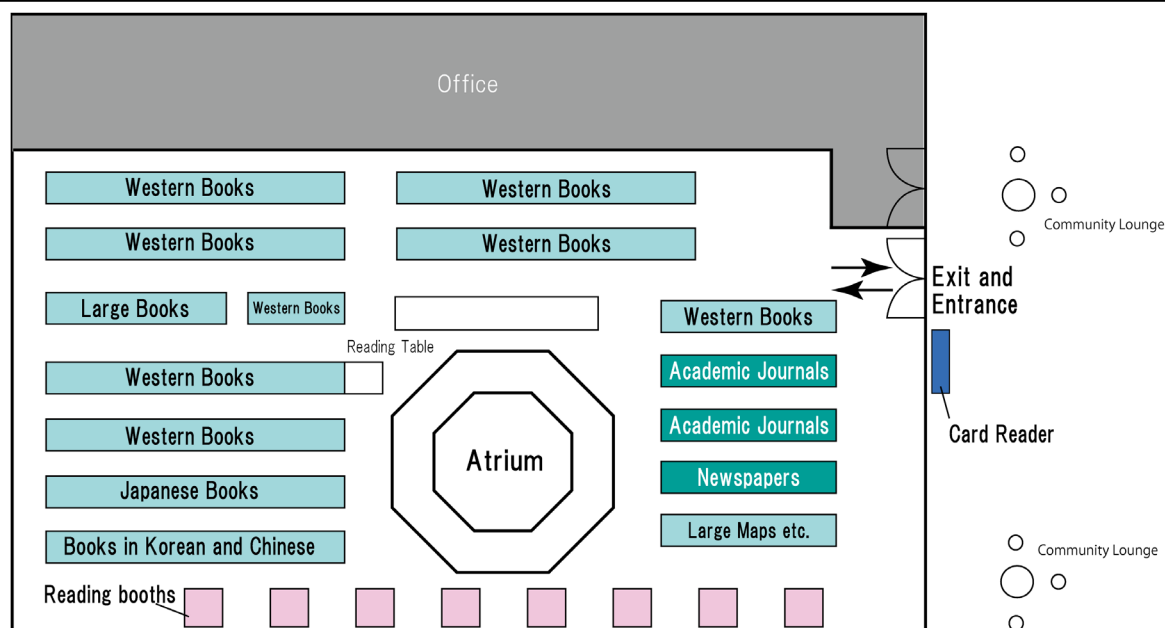 Office
Western Books
Western Books
Community Lounge
Western Books
Western Books
Exit and
Entrance
Large Books
Western Books
Western Books
Reading Table
Western Books
Academic Journals
Western Books
Academic Journals
Card Reader
Atrium
Japanese Books
Newspapers
Books in Korean and Chinese
Large Maps etc.
Community Lounge
Reading booths